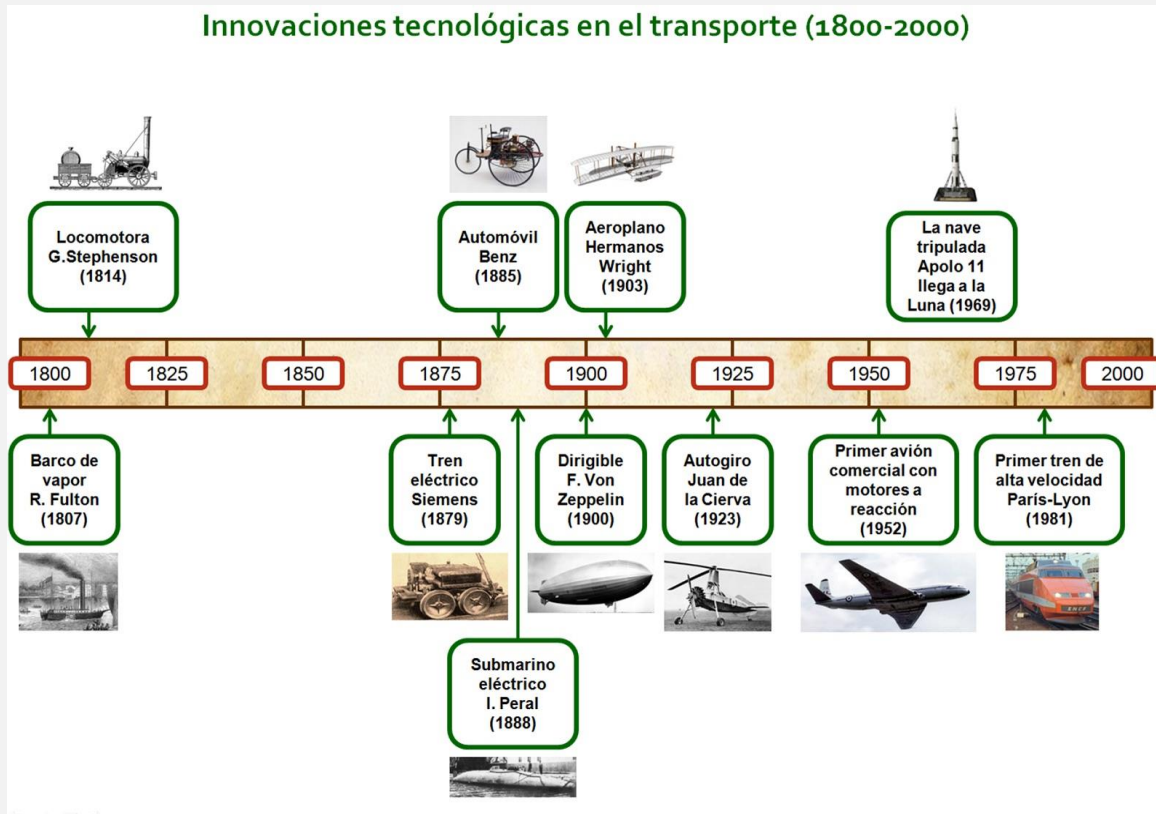 Innovaciones tecnológicas en el transporte (1800-2000)
Locomotora
G.Stephenson
(1814)
Automóvil
Benz
(1885)
Aeroplano
Hermanos
Wright
(1903)
La nave
tripulada
Apolo 11
llega a la
Luna (1969)
1800
1825
1850
1875
1900
1925
1950
1975
2000
Barco de
vapor
R. Fulton
(1807)
Tren
eléctrico
Siemens
(1879)
Dirigible
F. Von
Zeppelin
(1900)
Autogiro
Juan de
la Cierva
(1923)
Primer avión
comercial con
motores a
reacción
(1952)
Primer tren de
alta velocidad
París-Lyon
(1981)
Submarino
eléctrico
I. Peral
(1888)